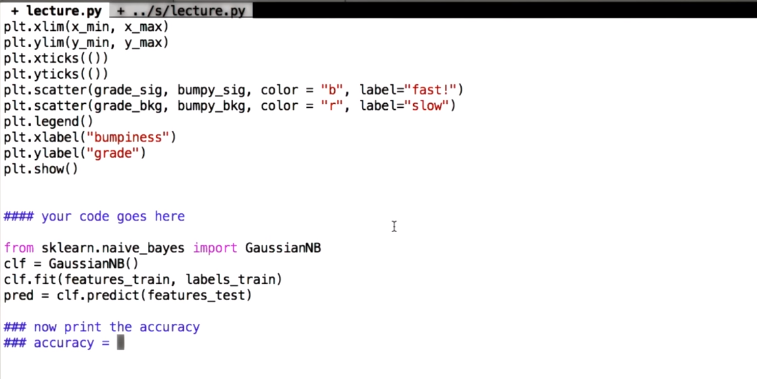 + lecture.py + ../s/lecture.py
plt.xlim(x_min, x_max)
plt.ylim(y_min, y_max)
plt.xticks(())
plt.yticks(())
plt.scatter(grade_sig, bumpy_sig, color = "b", label="fast!")
plt.scatter(grade_bkg, bumpy_bkg, color = "r", label="slow")
plt.legend()
plt.xlabel("bumpiness")
plt.ylabel("grade")
plt.show()
#### your code goes here
from sklearn.naive_bayes import GaussianNB
clf = GaussianNB()
clf.fit(features_train, labels_train)
pred = clf.predict(features_test)
### now print the accuracy
### accuracy =